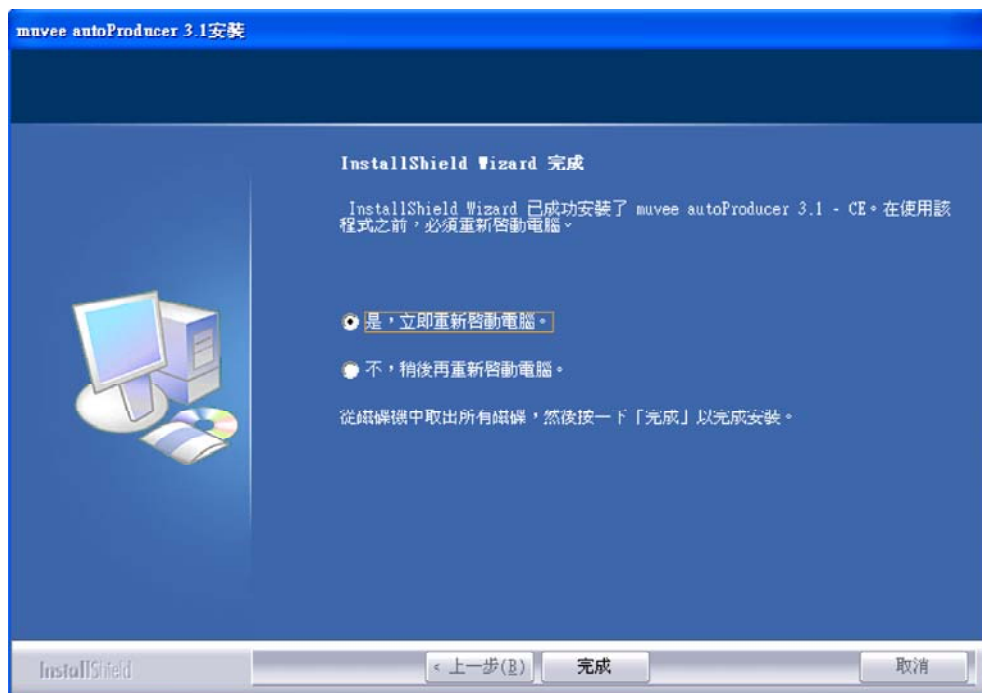 muvee autoProducer 3.1安裝
InstallShield Wizard 完成
InstallShield Wizard 已成功安裝了 muvee autoProducer 3.1 - CE。在使用該
程式之前，必須重新啓動電腦。
是，立即重新啓動電腦。
不，稍後再重新啓動電腦。
從磁碟機中取出所有磁碟，然後按一下「完成」以完成安裝。
InstallShield
< 上一步(B)
完成
取消